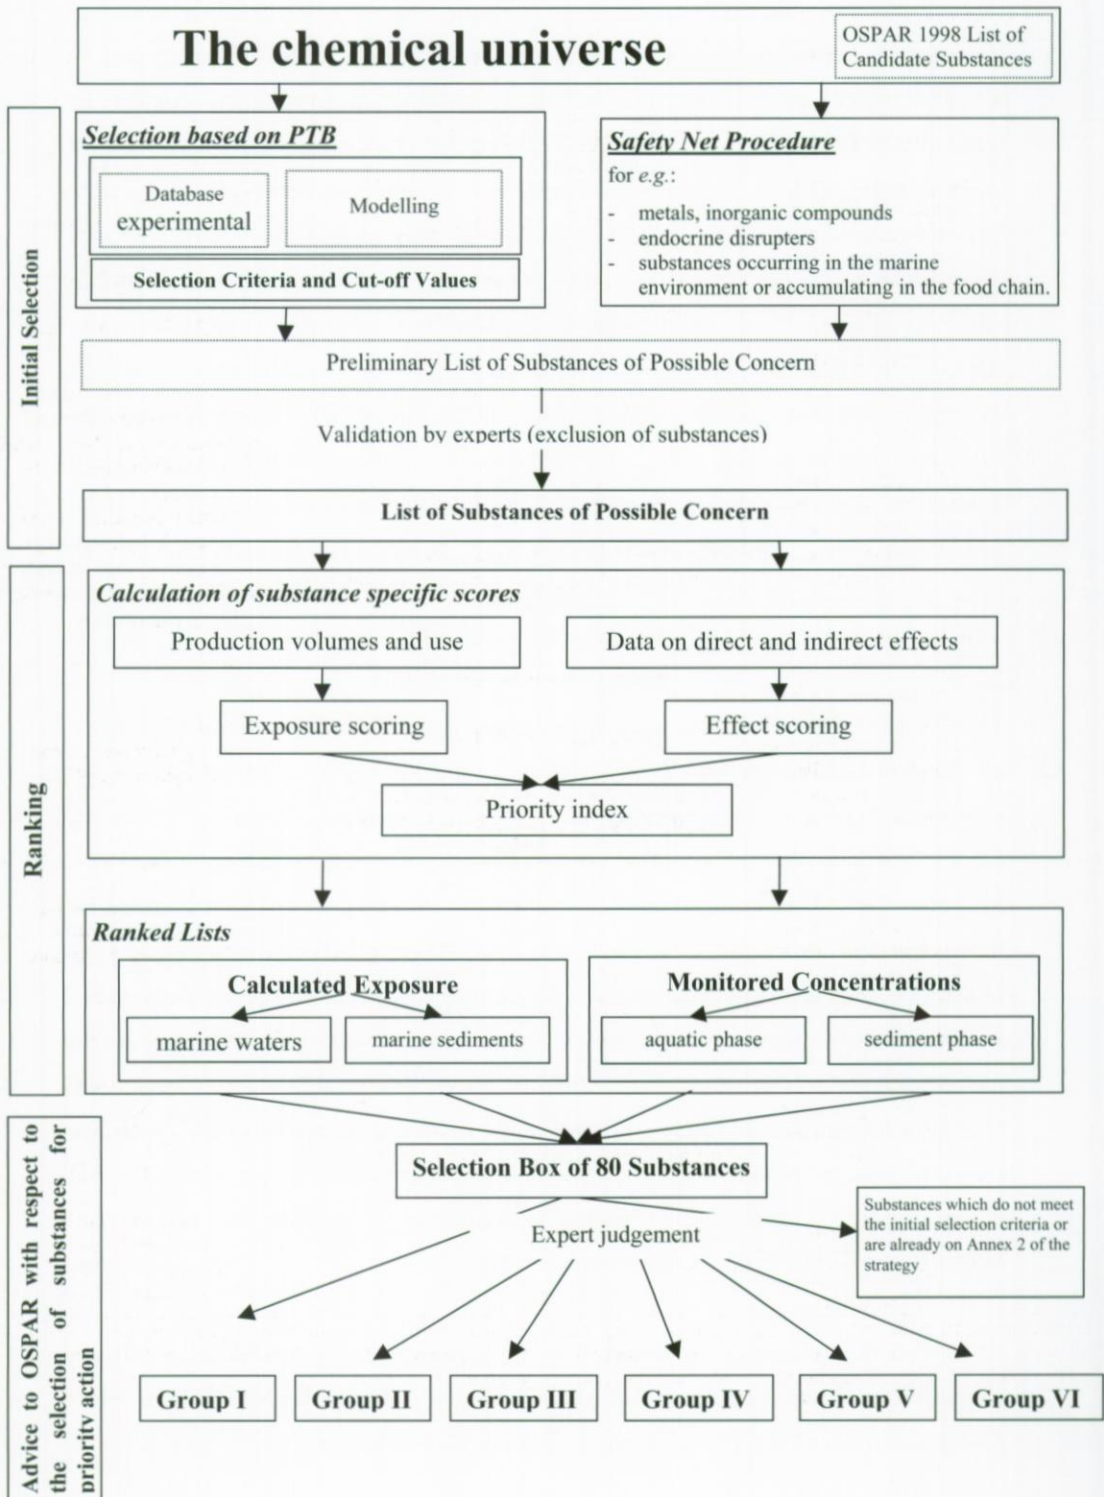 The chemical universe
OSPAR 1998 List of
Candidate Substances
Initial Selection
Selection based on PTB
Database
experimental
Modelling
Selection Criteria and Cut-off Values
Safety Net Procedure
for e.g.:
- metals, inorganic compounds
- endocrine disrupters
- substances occurring in the marine
environment or accumulating in the food chain.
Preliminary List of Substances of Possible Concern
Validation by experts (exclusion of substances)
List of Substances of Possible Concern
Ranking
Calculation of substance specific scores
Production volumes and use
Data on direct and indirect effects
Exposure scoring
Effect scoring
Priority index
Ranked Lists
Calculated Exposure
marine waters
marine sediments
Monitored Concentrations
aquatic phase
sediment phase
Advice to OSPAR with respect to
the selection of substances for
priority action
Selection Box of 80 Substances
Expert judgement
Substances which do not meet
the initial selection criteria or
are already on Annex 2 of the
strategy
Group I
Group II
Group III
Group IV
Group V
Group VI